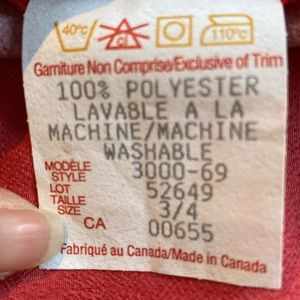 40°C cl 110°C
Garniture Non Comprise/Exclusive of Trim
100% POLYESTER
LAVABLE A LA
MACHINE/MACHINE
WASHABLE
MODÈLE
STYLE 3000-69
LOT 52649
TAILLE
SIZE 3/4
CA 00655
Fabriqué au Canada/Made in Canada